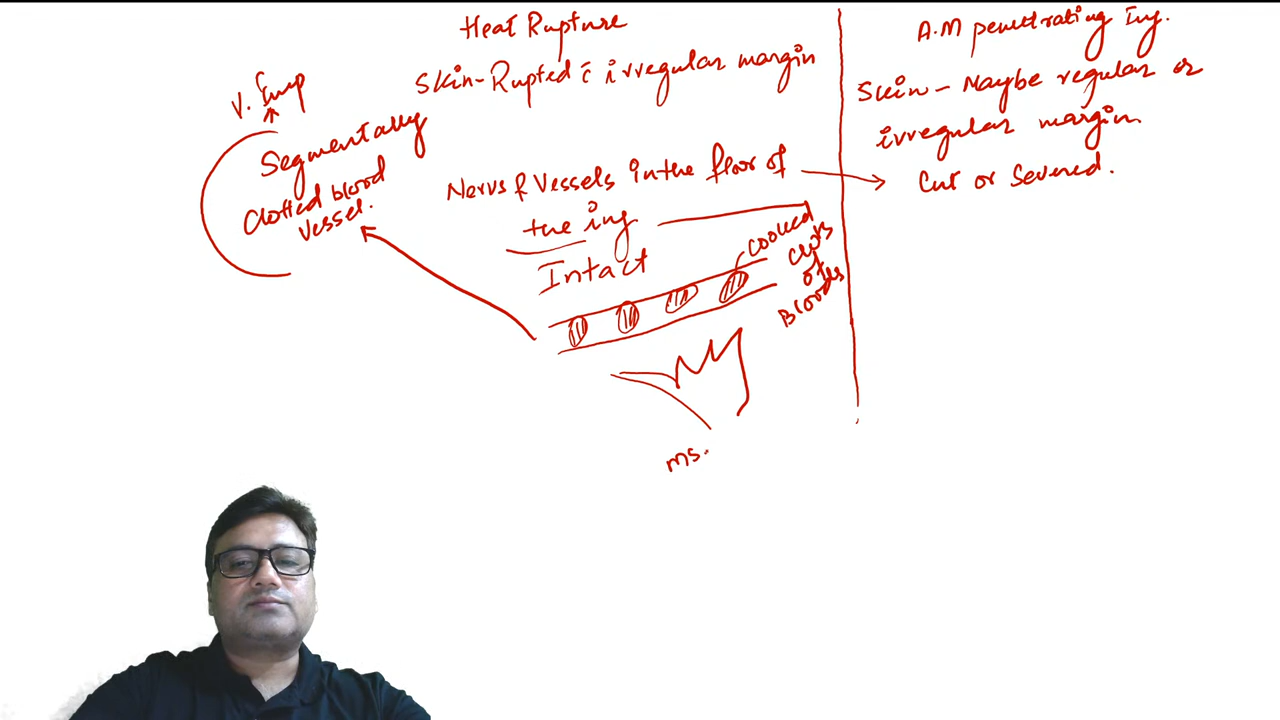 Heat Rupture
Skin-Rupted c̄ irregular margin
Nervs & Vessels in the floor of
the inj
Intact
cooked
clots
of
Bloods
ms.
V. Imp
Segmentally
Clotted blood
vessel.
A.M penetrating Inj.
Skin - Maybe regular or
irregular margin.
Cut or Severed.